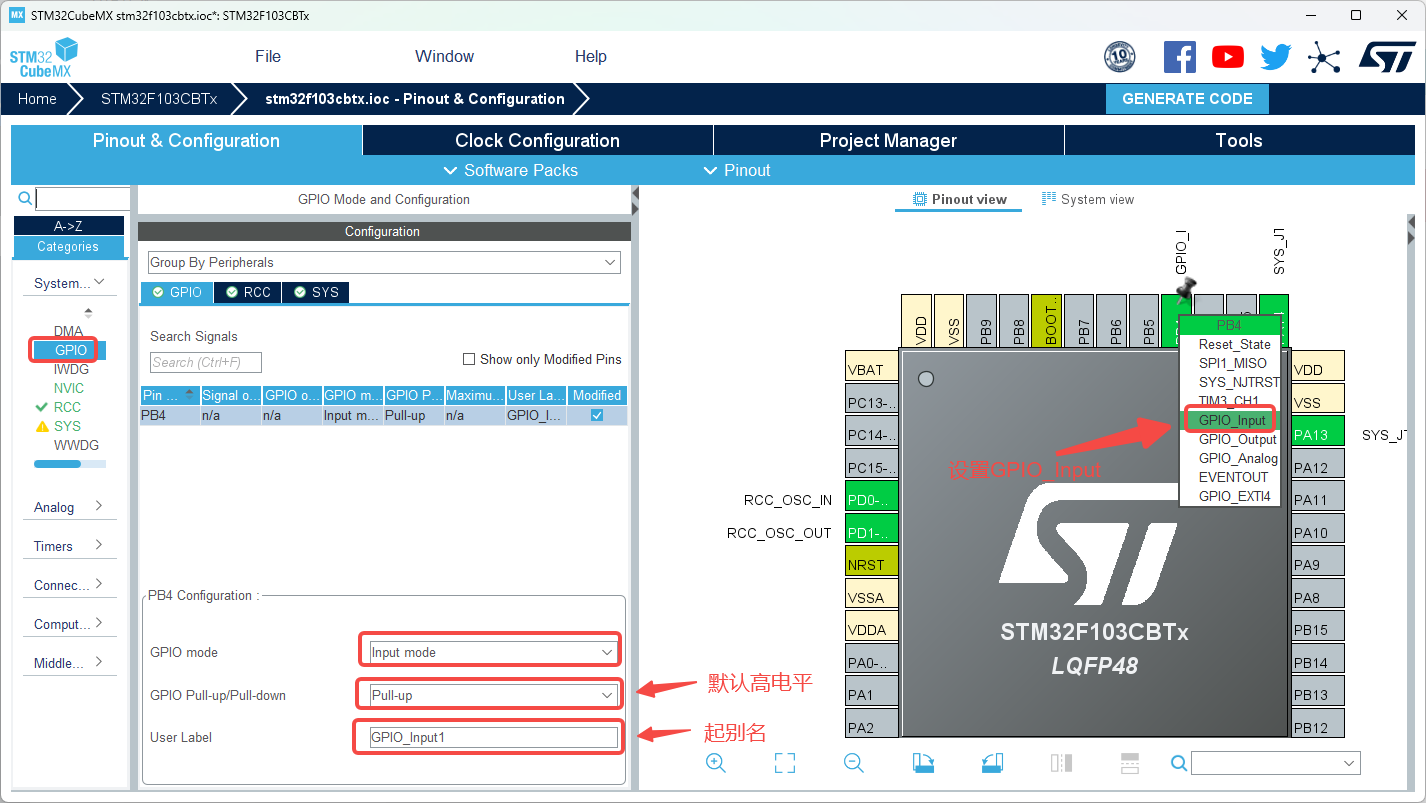 STM32CubeMX stm32f103cbtx.ioc*: STM32F103CBTx
STM32
CubeMX
File
Window
Help
10
Home
STM32F103CBTx
stm32f103cbtx.ioc - Pinout & Configuration
GENERATE CODE
Pinout & Configuration
Clock Configuration
Project Manager
Tools
Software Packs
Pinout
A->Z
Categories
System...
DMA
GPIO
IWDG
NVIC
RCC
SYS
WWDG
Analog
Timers
Connec...
Comput...
Middle...
GPIO Mode and Configuration
Configuration
Group By Peripherals
GPIO
RCC
SYS
Search Signals
Search (Ctrl+F)
Show only Modified Pins
Pin ... Signal o... GPIO o... GPIO m... GPIO P... Maximu... User La... Modified
PB4 n/a n/a Input m... Pull-up n/a GPIO_I...
PB4 Configuration :
GPIO mode
Input mode
GPIO Pull-up/Pull-down
Pull-up
默认高电平
User Label
GPIO_Input1
起别名
Pinout view
System view
GPIO_I
SYS_JT
VDD
VSS
PB9
PB8
BOOT..
PB7
PB6
PB5
PB4
Reset_State
SPI1_MISO
SYS_NJTRST
TIM3_CH1
GPIO_Input
GPIO_Output
GPIO_Analog
EVENTOUT
GPIO_EXTI4
设置GPIO_Input
VBAT
PC13-..
PC14-..
PC15-..
RCC_OSC_IN
PD0-..
RCC_OSC_OUT
PD1-..
NRST
VSSA
VDDA
PA0-..
PA1
PA2
VDD
VSS
PA13
SYS_JT
PA12
PA11
PA10
PA9
PA8
PB15
PB14
PB13
PB12
ST
STM32F103CBTx
LQFP48